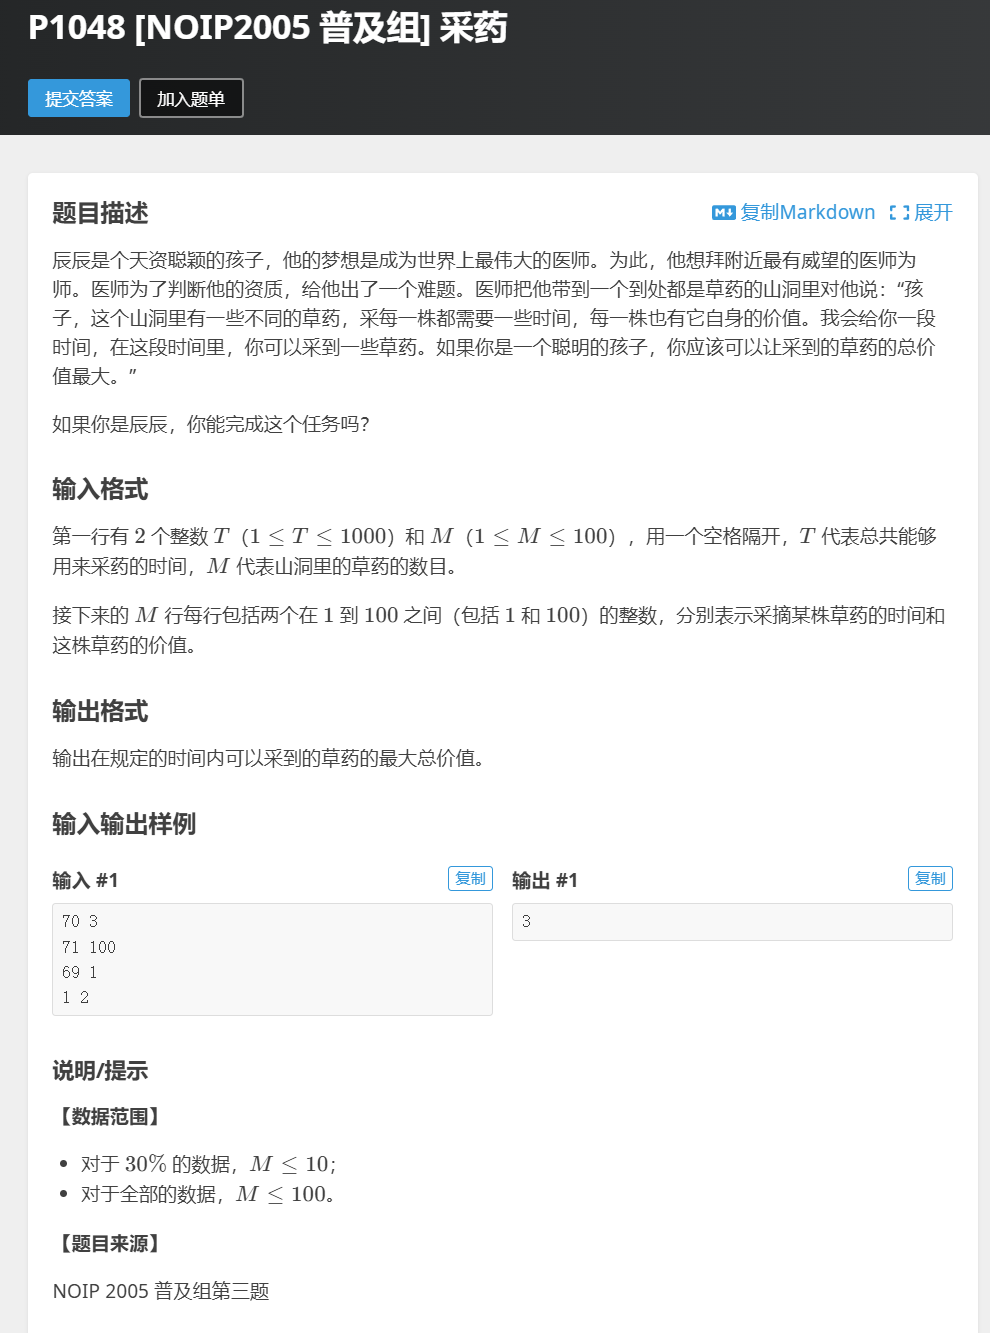 P1048 [NOIP2005 普及组] 采药
提交答案 加入题单
题目描述 复制Markdown 展开
辰辰是个天资聪颖的孩子，他的梦想是成为世界上最伟大的医师。为此，他想拜附近最有威望的医师为
师。医师为了判断他的资质，给他出了一个难题。医师把他带到一个到处都是草药的山洞里对他说：“孩
子，这个山洞里有一些不同的草药，采每一株都需要一些时间，每一株也有它自身的价值。我会给你一段
时间，在这段时间里，你可以采到一些草药。如果你是一个聪明的孩子，你应该可以让采到的草药的总价
值最大。”
如果你是辰辰，你能完成这个任务吗？
输入格式
第一行有 2 个整数 T（1 ≤ T ≤ 1000）和 M（1 ≤ M ≤ 100），用一个空格隔开，T 代表总共能够
用来采药的时间，M 代表山洞里的草药的数目。
接下来的 M 行每行包括两个在 1 到 100 之间（包括 1 和 100）的整数，分别表示采摘某株草药的时间和
这株草药的价值。
输出格式
输出在规定的时间内可以采到的草药的最大总价值。
输入输出样例
输入 #1 复制 输出 #1 复制
70 3 3
71 100
69 1
1 2
说明/提示
【数据范围】
• 对于 30% 的数据，M ≤ 10；
• 对于全部的数据，M ≤ 100。
【题目来源】
NOIP 2005 普及组第三题